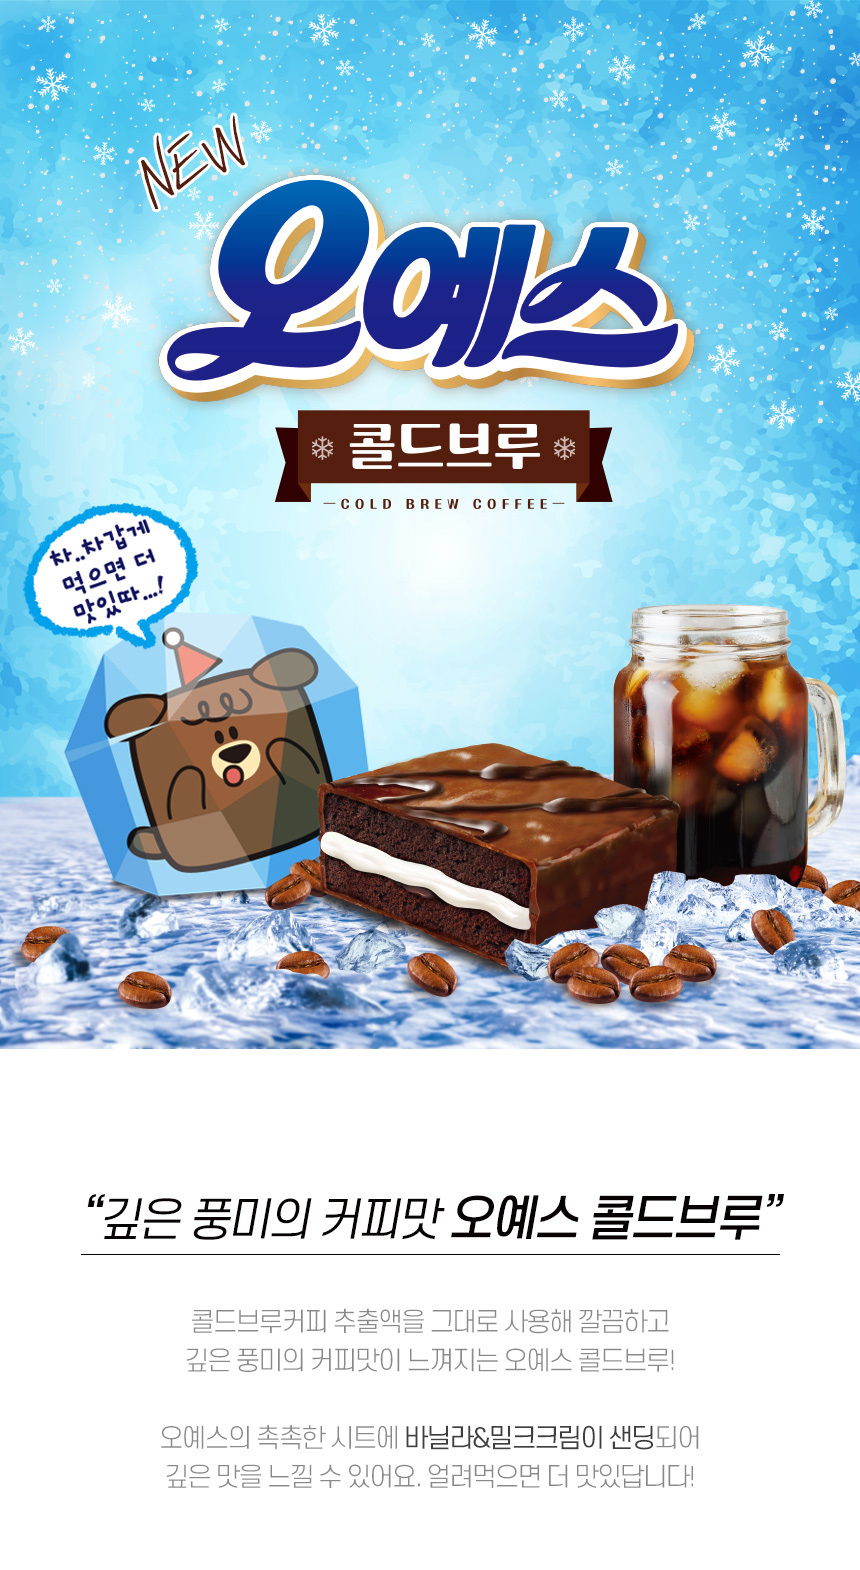 NEW
오예스
콜드브루
COLD BREW COFFEE
차..차갑게
먹으면 더
맛있따...!
“깊은 풍미의 커피맛 오예스 콜드브루”
콜드브루커피 추출액을 그대로 사용해 깔끔하고
깊은 풍미의 커피맛이 느껴지는 오예스 콜드브루!
오예스의 촉촉한 시트에 바닐라&밀크크림이 샌딩되어
깊은 맛을 느낄 수 있어요. 얼려먹으면 더 맛있답니다!